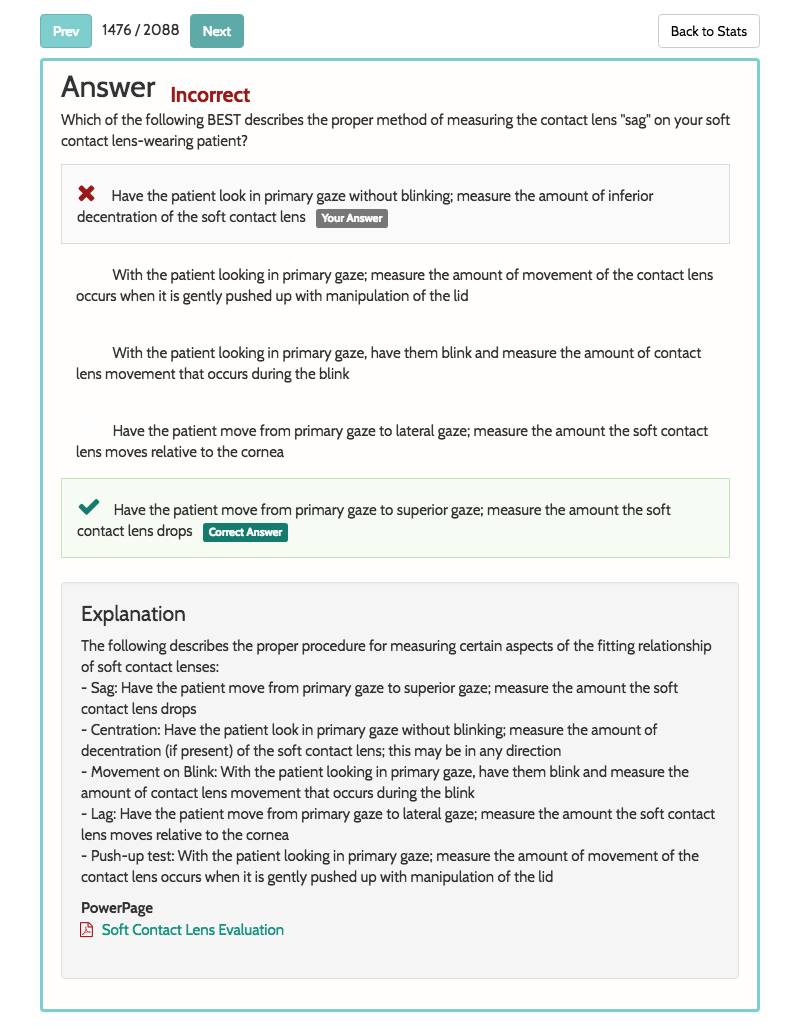 Prev 1476 / 2088 Next Back to Stats
Answer Incorrect
Which of the following BEST describes the proper method of measuring the contact lens "sag" on your soft
contact lens-wearing patient?
Have the patient look in primary gaze without blinking; measure the amount of inferior
decentration of the soft contact lens Your Answer
With the patient looking in primary gaze; measure the amount of movement of the contact lens
occurs when it is gently pushed up with manipulation of the lid
With the patient looking in primary gaze, have them blink and measure the amount of contact
lens movement that occurs during the blink
Have the patient move from primary gaze to lateral gaze; measure the amount the soft contact
lens moves relative to the cornea
Have the patient move from primary gaze to superior gaze; measure the amount the soft
contact lens drops Correct Answer
Explanation
The following describes the proper procedure for measuring certain aspects of the fitting relationship
of soft contact lenses:
- Sag: Have the patient move from primary gaze to superior gaze; measure the amount the soft
contact lens drops
- Centration: Have the patient look in primary gaze without blinking; measure the amount of
decentration (if present) of the soft contact lens; this may be in any direction
- Movement on Blink: With the patient looking in primary gaze, have them blink and measure the
amount of contact lens movement that occurs during the blink
- Lag: Have the patient move from primary gaze to lateral gaze; measure the amount the soft contact
lens moves relative to the cornea
- Push-up test: With the patient looking in primary gaze; measure the amount of movement of the
contact lens occurs when it is gently pushed up with manipulation of the lid
PowerPage
Soft Contact Lens Evaluation